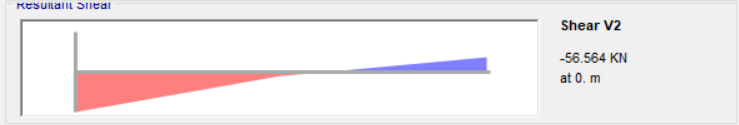 Resultant Shear
Shear V2
-56.564 KN
at 0. m